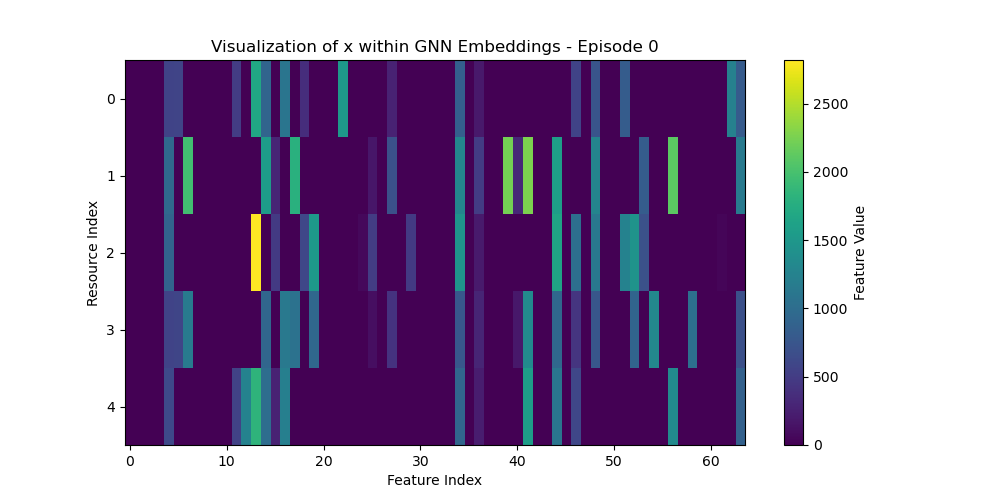 Visualization of x within GNN Embeddings - Episode 0
Resource Index
0
1
2
3
4
0 10 20 30 40 50 60
Feature Index
2500
2000
1500
1000
500
0
Feature Value